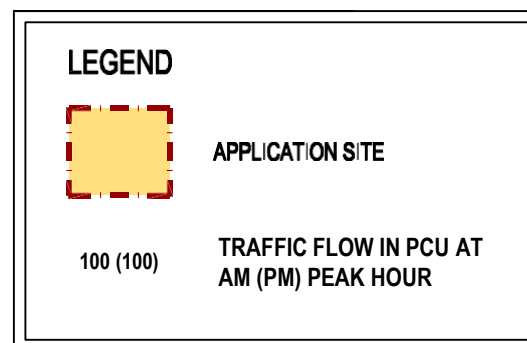 LEGEND
APPLICATION SITE
100 (100)
TRAFFIC FLOW IN PCU AT
AM (PM) PEAK HOUR